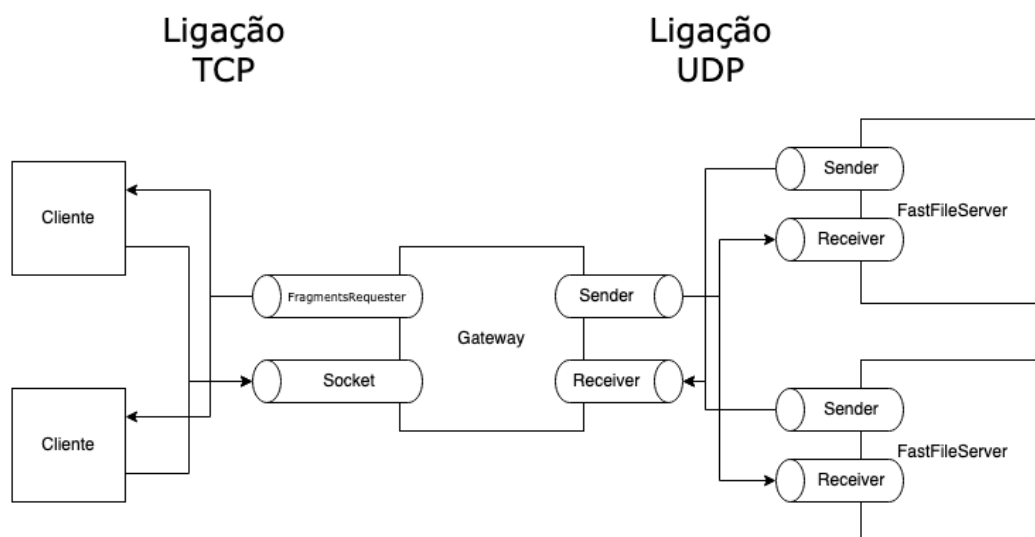 Ligação
TCP
Ligação
UDP
Cliente
Cliente
FragmentsRequester
Socket
Gateway
Sender
Receiver
Sender
FastFileServer
Receiver
Sender
FastFileServer
Receiver